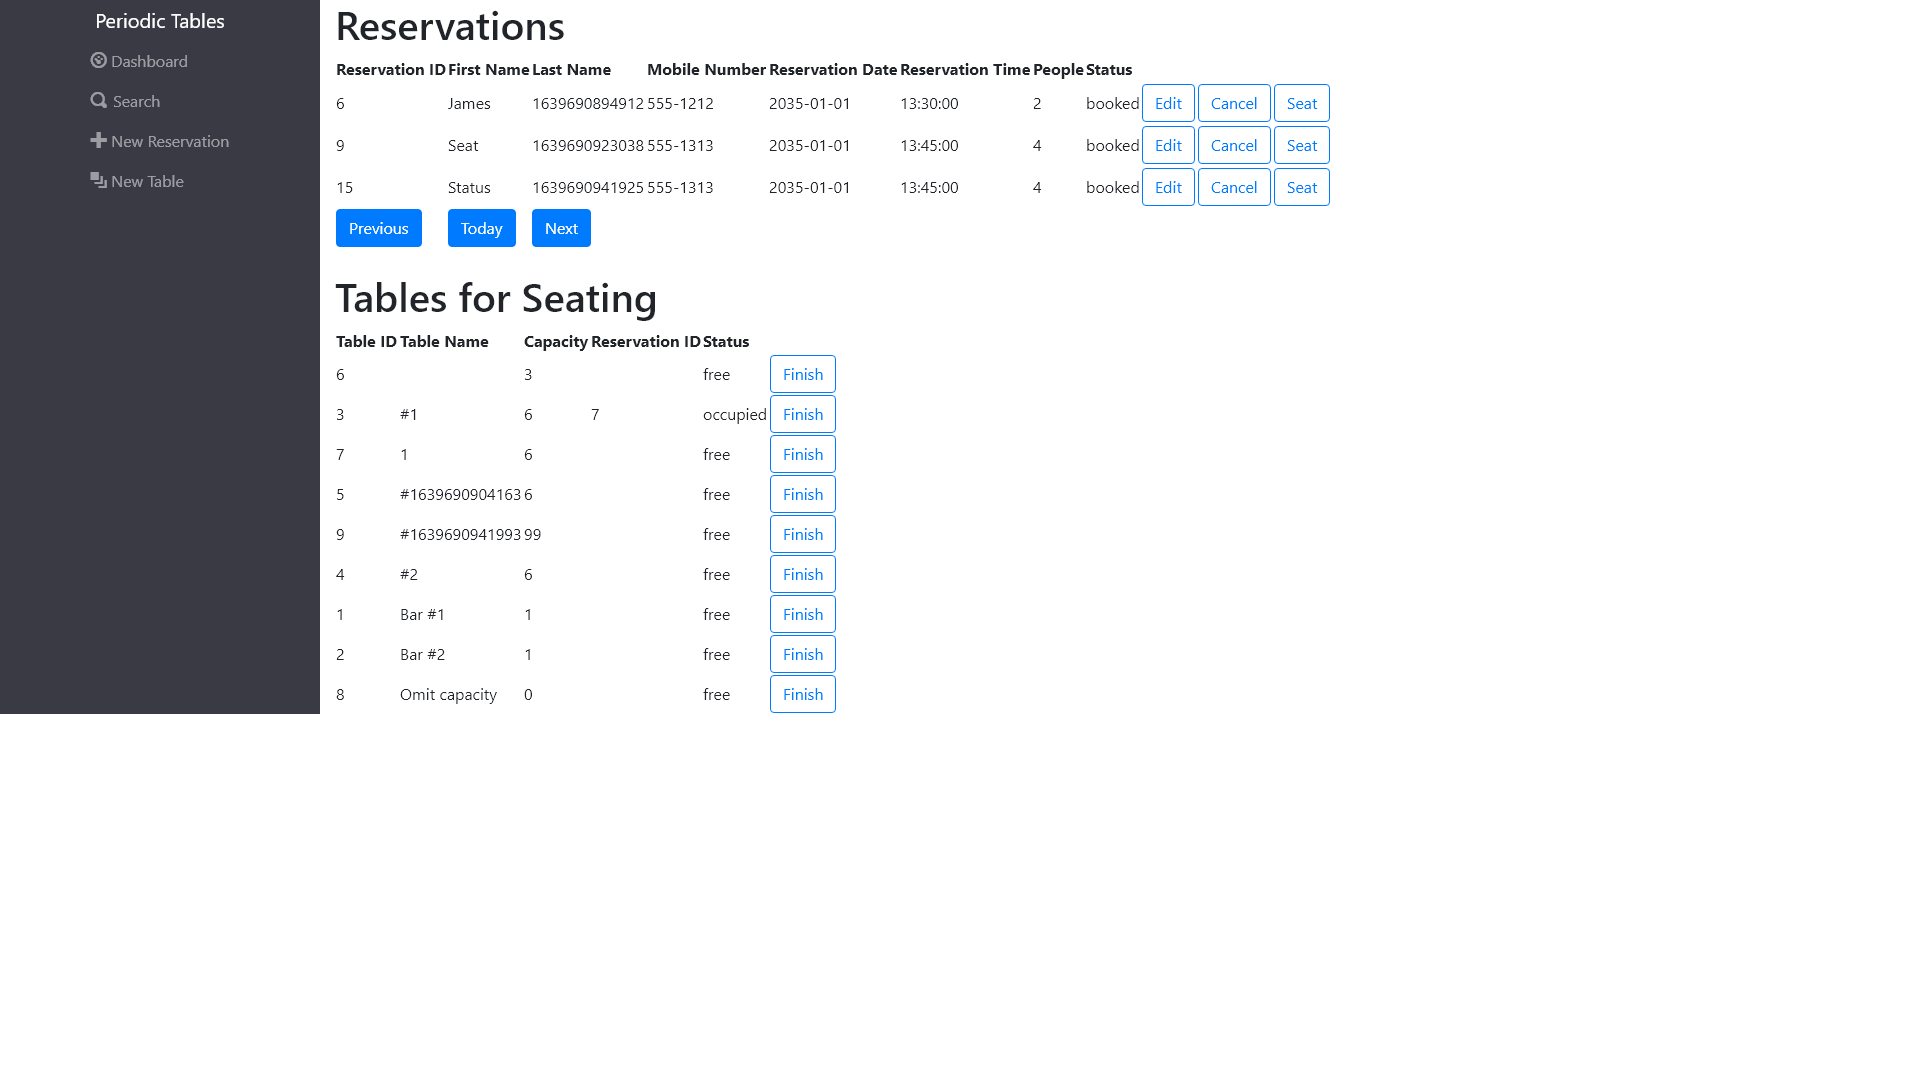 Periodic Tables
Dashboard
Search
New Reservation
New Table
Reservations
Reservation ID First Name Last Name Mobile Number Reservation Date Reservation Time People Status
6 James 1639690894912 555-1212 2035-01-01 13:30:00 2 booked Edit Cancel Seat
9 Seat 1639690923038 555-1313 2035-01-01 13:45:00 4 booked Edit Cancel Seat
15 Status 1639690941925 555-1313 2035-01-01 13:45:00 4 booked Edit Cancel Seat
Previous Today Next
Tables for Seating
Table ID Table Name Capacity Reservation ID Status
6 3 free Finish
3 #1 6 7 occupied Finish
7 1 6 free Finish
5 #1639690904163 6 free Finish
9 #1639690941993 99 free Finish
4 #2 6 free Finish
1 Bar #1 1 free Finish
2 Bar #2 1 free Finish
8 Omit capacity 0 free Finish